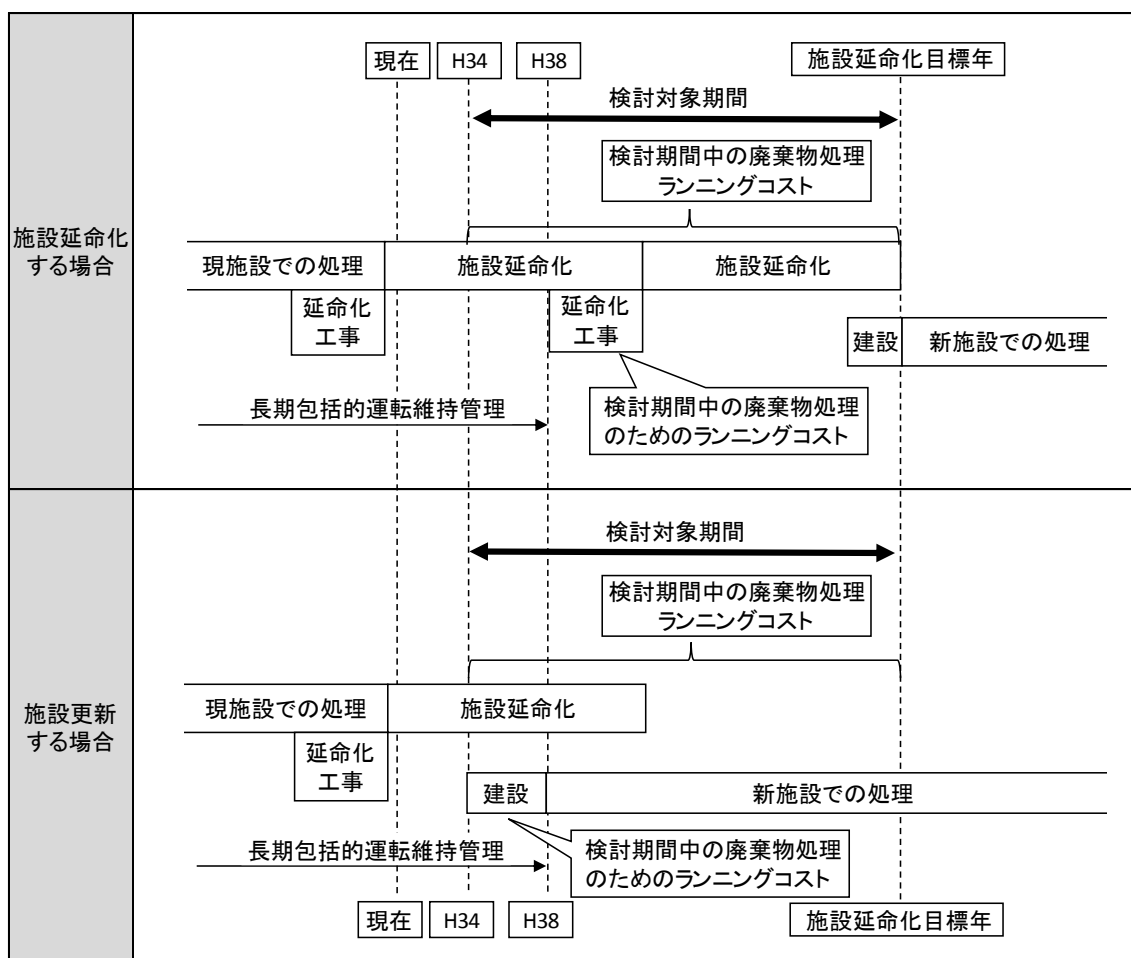 施設延命化
する場合
現在
H34
H38
施設延命化目標年
検討対象期間
検討期間中の廃棄物処理
ランニングコスト
現施設での処理
施設延命化
施設延命化
延命化
工事
延命化
工事
建設
新施設での処理
長期包括的運転維持管理
検討期間中の廃棄物処理
のためのランニングコスト
施設更新
する場合
検討対象期間
検討期間中の廃棄物処理
ランニングコスト
現施設での処理
施設延命化
延命化
工事
建設
新施設での処理
長期包括的運転維持管理
検討期間中の廃棄物処理
のためのランニングコスト
現在
H34
H38
施設延命化目標年